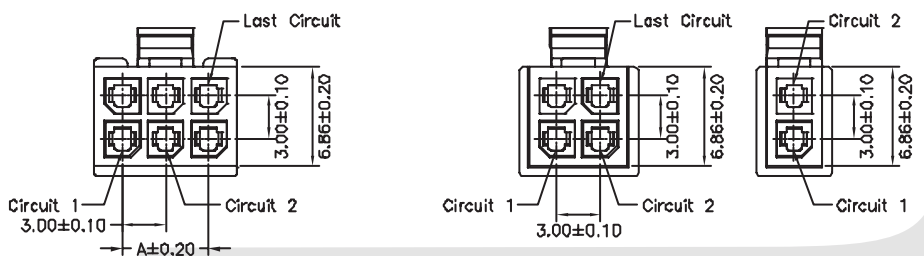 Last Circuit
3.00±0.10
6.86±0.20
Circuit 1
Circuit 2
3.00±0.10
A±0.20
Last Circuit
3.00±0.10
6.86±0.20
Circuit 1
Circuit 2
3.00±0.10
Circuit 2
3.00±0.10
6.86±0.20
Circuit 1